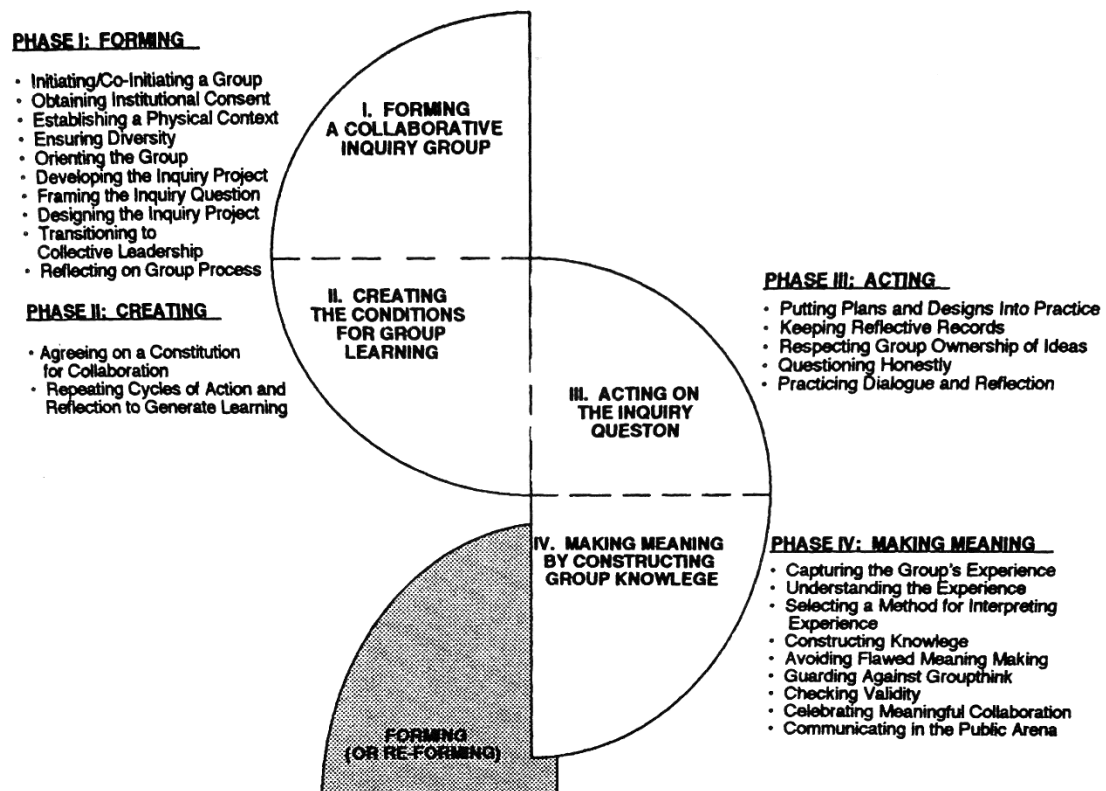 PHASE I: FORMING
• Initiating/Co-Initiating a Group
• Obtaining Institutional Consent
• Establishing a Physical Context
• Ensuring Diversity
• Orienting the Group
• Developing the Inquiry Project
• Framing the Inquiry Question
• Designing the Inquiry Project
• Transitioning to
Collective Leadership
• Reflecting on Group Process
PHASE II: CREATING
• Agreeing on a Constitution
for Collaboration
• Repeating Cycles of Action and
Reflection to Generate Learning
I. FORMING
A COLLABORATIVE
INQUIRY GROUP
II. CREATING
THE CONDITIONS
FOR GROUP
LEARNING
III. ACTING ON
THE INQUIRY
QUESTON
PHASE III: ACTING
• Putting Plans and Designs Into Practice
• Keeping Reflective Records
• Respecting Group Ownership of Ideas
• Questioning Honestly
• Practicing Dialogue and Reflection
IV. MAKING MEANING
BY CONSTRUCTING
GROUP KNOWLEGE
PHASE IV: MAKING MEANING
• Capturing the Group's Experience
• Understanding the Experience
• Selecting a Method for Interpreting
Experience
• Constructing Knowlege
• Avoiding Flawed Meaning Making
• Guarding Against Groupthink
• Checking Validity
• Celebrating Meaningful Collaboration
• Communicating in the Public Arena
FORMING
(OR RE-FORMING)